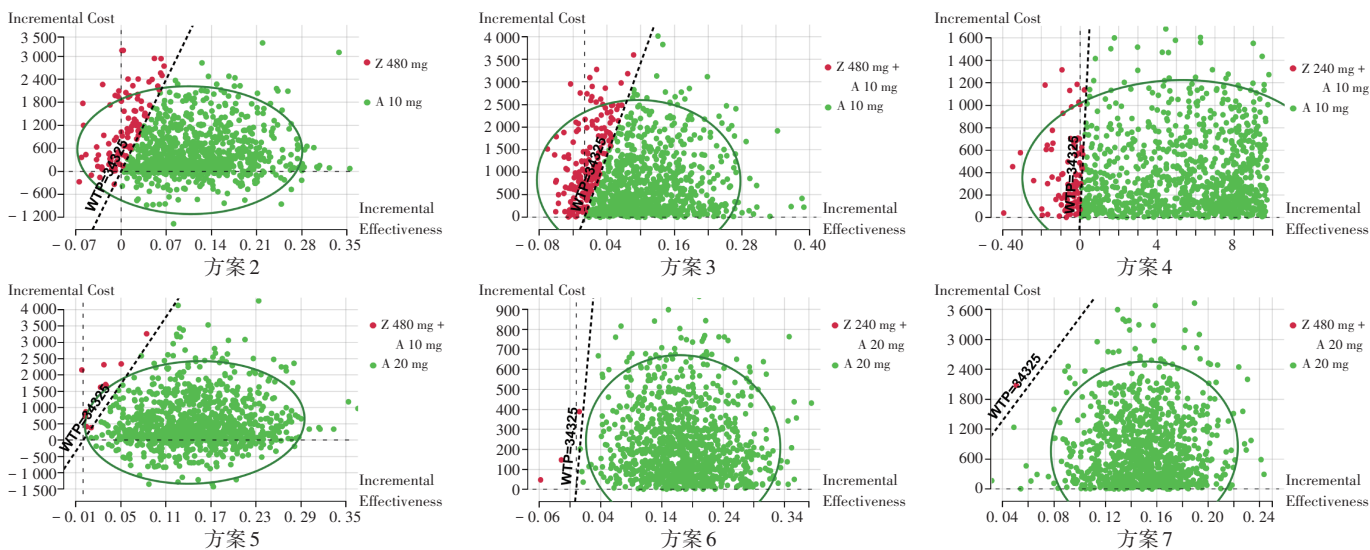 Incremental Cost
3 500
3 000
2 400
1 800
1 200
600
0
- 600
- 1 200
WTP=34325
Z 480 mg
A 10 mg
Incremental
Effectiveness
- 0.07 0 0.07 0.14 0.21 0.28 0.35
方案2
Incremental Cost
4 000
3 500
3 000
2 500
2 000
1 500
1 000
500
0
WTP=34325
Z 480 mg +
A 10 mg
A 10 mg
Incremental
Effectiveness
- 0.08 0.04 0.16 0.28 0.40
方案3
Incremental Cost
1 600
1 400
1 200
1 000
800
600
400
200
0
WTP=34325
Z 240 mg +
A 10 mg
A 10 mg
Incremental
Effectiveness
- 0.40 0 4 8
方案4
Incremental Cost
4 000
3 500
3 000
2 500
2 000
1 500
1 000
500
0
- 500
- 1 000
- 1 500
WTP=34325
Z 480 mg +
A 10 mg
A 20 mg
Incremental
Effectiveness
- 0.01 0.05 0.11 0.17 0.23 0.29 0.35
方案5
Incremental Cost
900
800
700
600
500
400
300
200
100
0
WTP=34325
Z 240 mg +
A 20 mg
A 20 mg
Incremental
Effectiveness
- 0.06 0.04 0.14 0.24 0.34
方案6
Incremental Cost
3 600
3 000
2 400
1 800
1 200
600
0
WTP=34325
Z 480 mg +
A 20 mg
A 20 mg
Incremental
Effectiveness
0.04 0.08 0.12 0.16 0.20 0.24
方案7